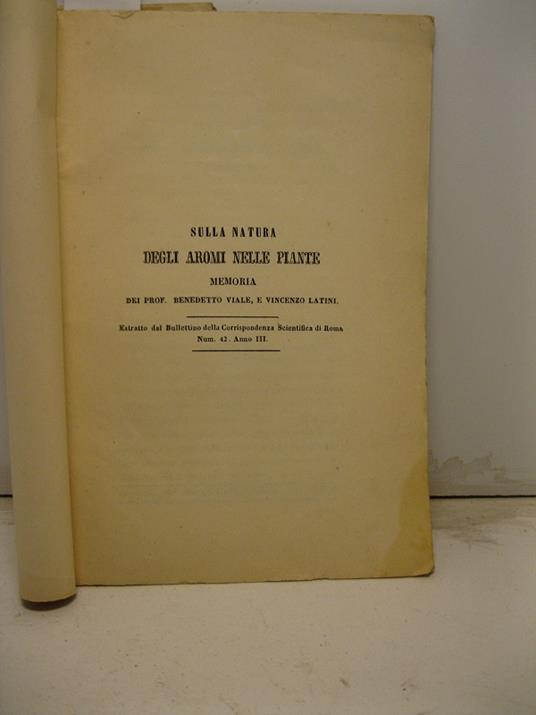 SULLA NATURA
DEGLI AROMI NELLE PIANTE
MEMORIA
DEI PROF. BENEDETTO VIALE, E VINCENZO LATINI.
Estratto dal Bullettino della Corrispondenza Scientifica di Roma
Num. 42. Anno III.